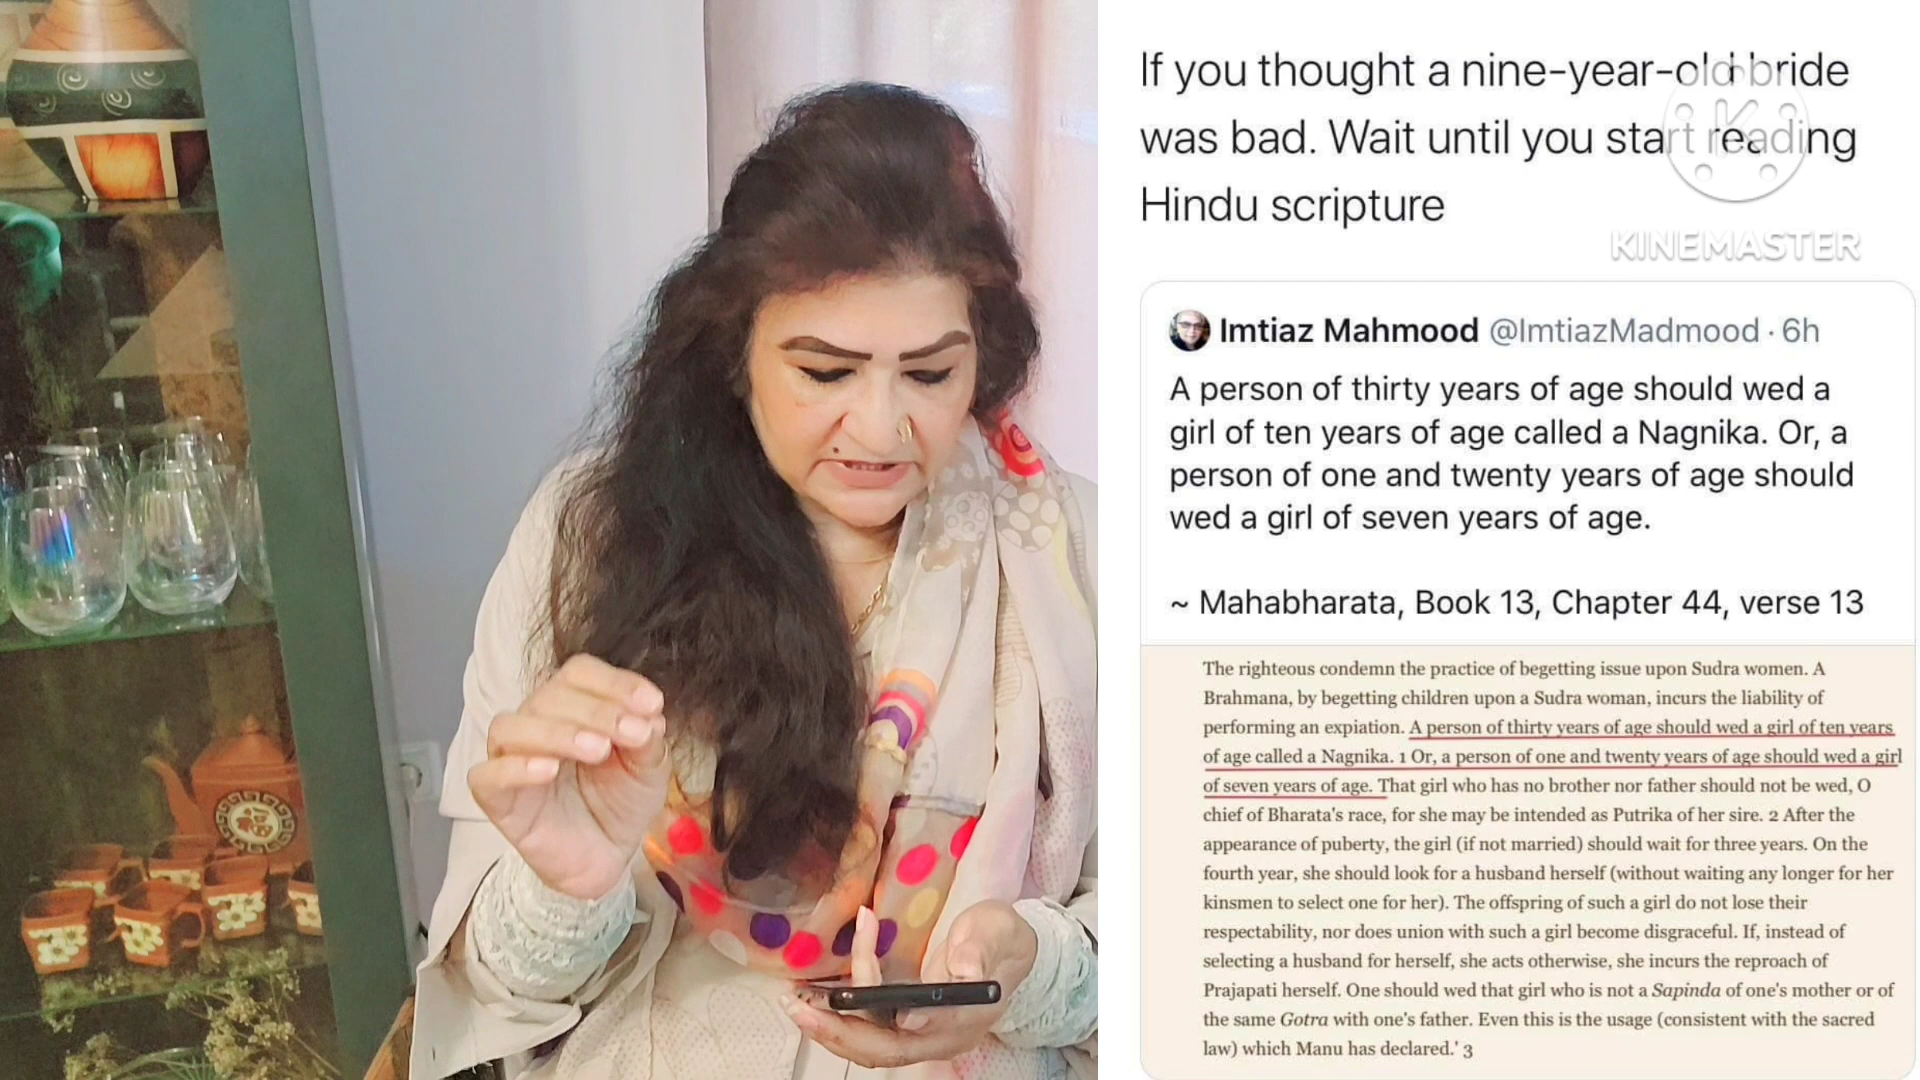 If you thought a nine-year-old bride
was bad. Wait until you start reading
Hindu scripture
KINEMASTER
Imtiaz Mahmood @ImtiazMadmood · 6h
A person of thirty years of age should wed a
girl of ten years of age called a Nagnika. Or, a
person of one and twenty years of age should
wed a girl of seven years of age.
~ Mahabharata, Book 13, Chapter 44, verse 13
The righteous condemn the practice of begetting issue upon Sudra women. A
Brahmana, by begetting children upon a Sudra woman, incurs the liability of
performing an expiation. A person of thirty years of age should wed a girl of ten years
of age called a Nagnika. 1 Or, a person of one and twenty years of age should wed a girl
of seven years of age. That girl who has no brother nor father should not be wed, O
chief of Bharata's race, for she may be intended as Putrika of her sire. 2 After the
appearance of puberty, the girl (if not married) should wait for three years. On the
fourth year, she should look for a husband herself (without waiting any longer for her
kinsmen to select one for her). The offspring of such a girl do not lose their
respectability, nor does union with such a girl become disgraceful. If, instead of
selecting a husband for herself, she acts otherwise, she incurs the reproach of
Prajapati herself. One should wed that girl who is not a Sapinda of one's mother or of
the same Gotra with one's father. Even this is the usage (consistent with the sacred
law) which Manu has declared.' 3